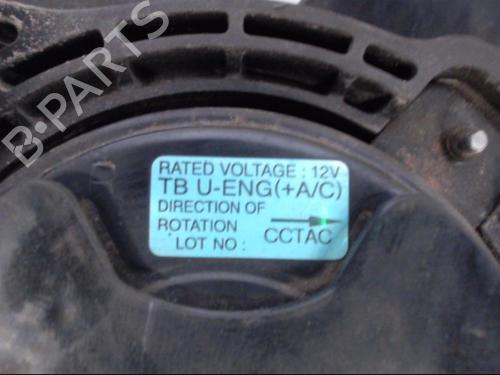 B·PARTS
RATED VOLTAGE : 12V
TB U-ENG(+A/C)
DIRECTION OF
ROTATION
LOT NO : CCTAC